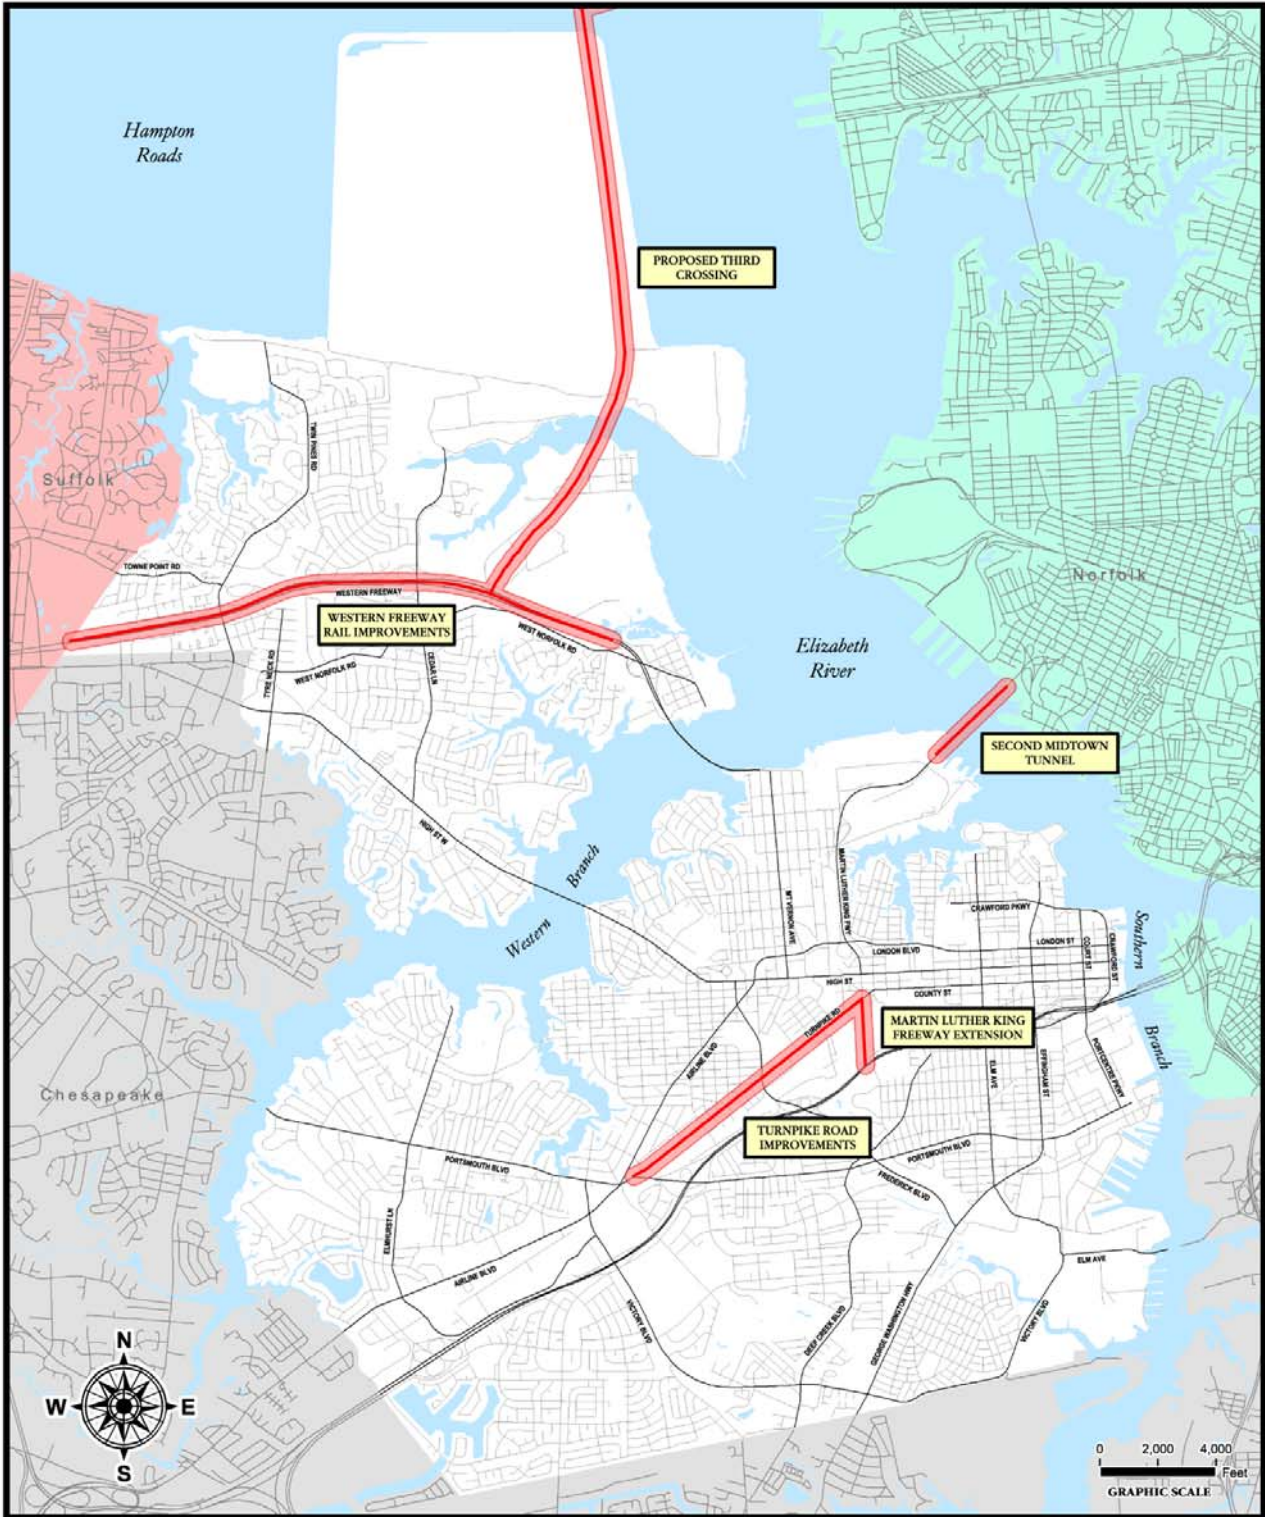 Hampton
Roads
PROPOSED THIRD
CROSSING
TWIN PINES RD
Suffolk
TOWNE POINT RD
Norfolk
WESTERN FREEWAY
WESTERN FREEWAY
RAIL IMPROVEMENTS
WEST NORFOLK RD
Elizabeth
River
TYRE NECK RD
WEST NORFOLK RD
CEDAR LN
SECOND MIDTOWN
TUNNEL
HIGH ST W
Branch
Western
MT VERNON AVE
MARTIN LUTHER KING FWY
CRAWFORD PKWY
Southern
Branch
LONDON BLVD
LONDON ST
COURT ST
CRAWFORD ST
HIGH ST
COUNTY ST
TURNPIKE RD
MARTIN LUTHER KING
FREEWAY EXTENSION
AIRLINE BLVD
ELM AVE
EFFINGHAM ST
PORTCENTRE PKWY
Chesapeake
TURNPIKE ROAD
IMPROVEMENTS
PORTSMOUTH BLVD
PORTSMOUTH BLVD
FREDERICK BLVD
ELMHURST LN
AIRLINE BLVD
ELM AVE
VICTORY BLVD
DEEP CREEK BLVD
GEORGE WASHINGTON HWY
VICTORY BLVD
N
W
E
S
0 2,000 4,000
Feet
GRAPHIC SCALE